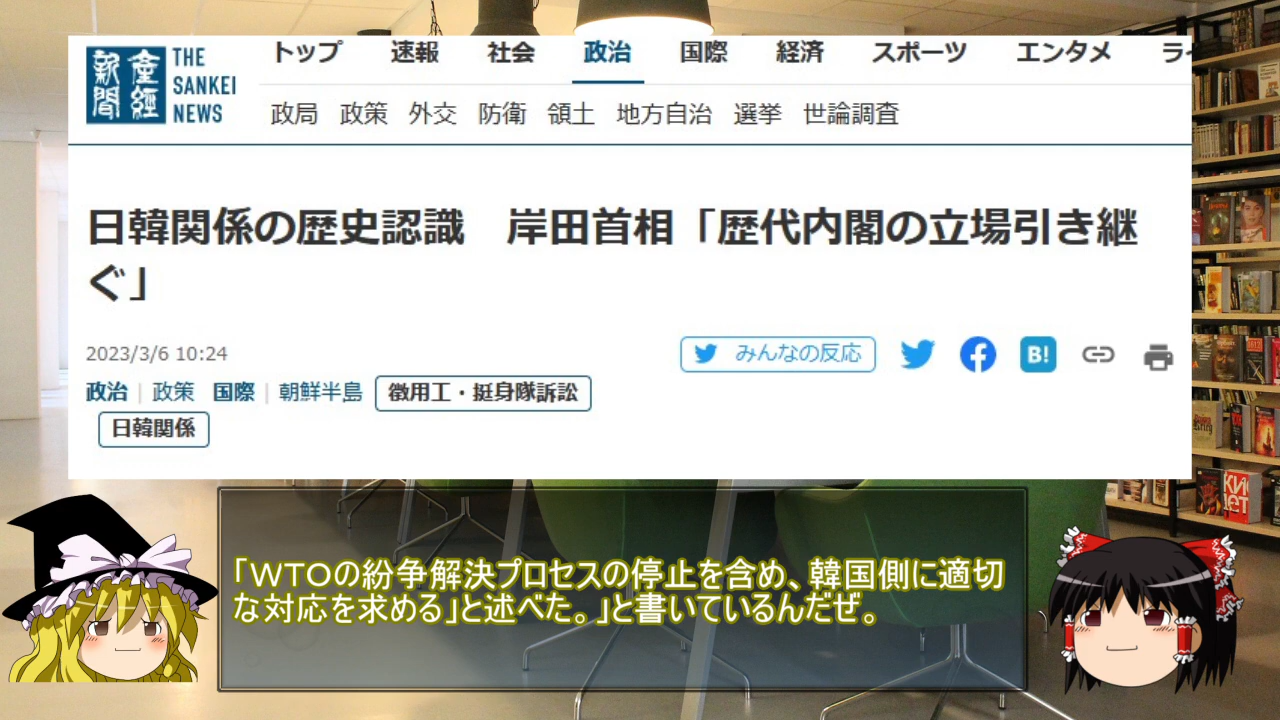 新聞 産經
THE
SANKEI
NEWS
トップ 速報 社会 政治 国際 経済 スポーツ エンタメ
政局 政策 外交 防衛 領土 地方自治 選挙 世論調査
日韓関係の歴史認識 岸田首相「歴代内閣の立場引き継
ぐ」
2023/3/6 10:24
みんなの反応
B!
政治 | 政策 国際 | 朝鮮半島 徴用工・挺身隊訴訟
日韓関係
「WTOの紛争解決プロセスの停止を含め、韓国側に適切
な対応を求める」と述べた。」と書いているんだぜ。